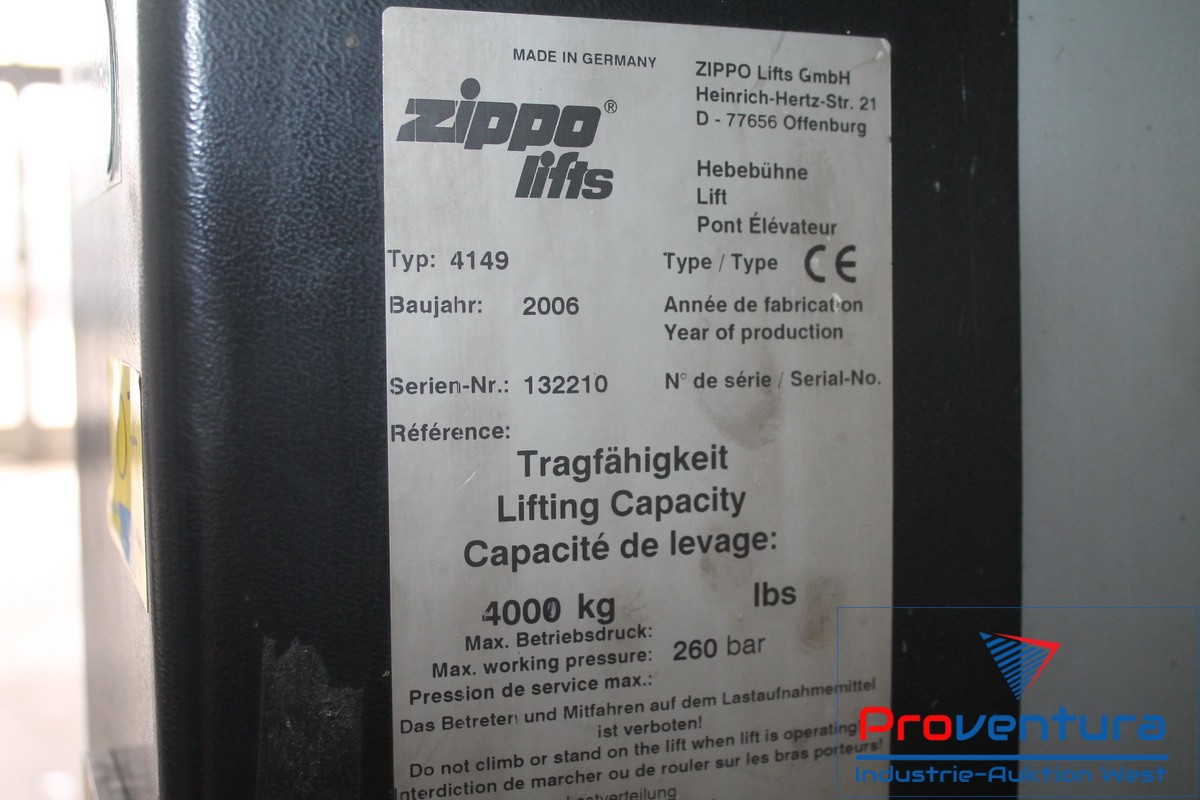 MADE IN GERMANY
zippo® lifts
ZIPPO Lifts GmbH
Heinrich-Hertz-Str. 21
D - 77656 Offenburg
Hebebühne
Lift
Pont Élévateur
Typ: 4149 Type / Type CE
Baujahr: 2006 Année de fabrication
Year of production
Serien-Nr.: 132210 N° de série / Serial-No.
Référence:
Tragfähigkeit
Lifting Capacity
Capacité de levage:
4000 kg lbs
Max. Betriebsdruck:
Max. working pressure: 260 bar
Pression de service max.:
Das Betreten und Mitfahren auf dem Lastaufnahmemittel
ist verboten!
Do not climb or stand on the lift when lift is operating
Interdiction de marcher ou de rouler sur les bras porteurs!
Proventura
Industrie-Auktion West